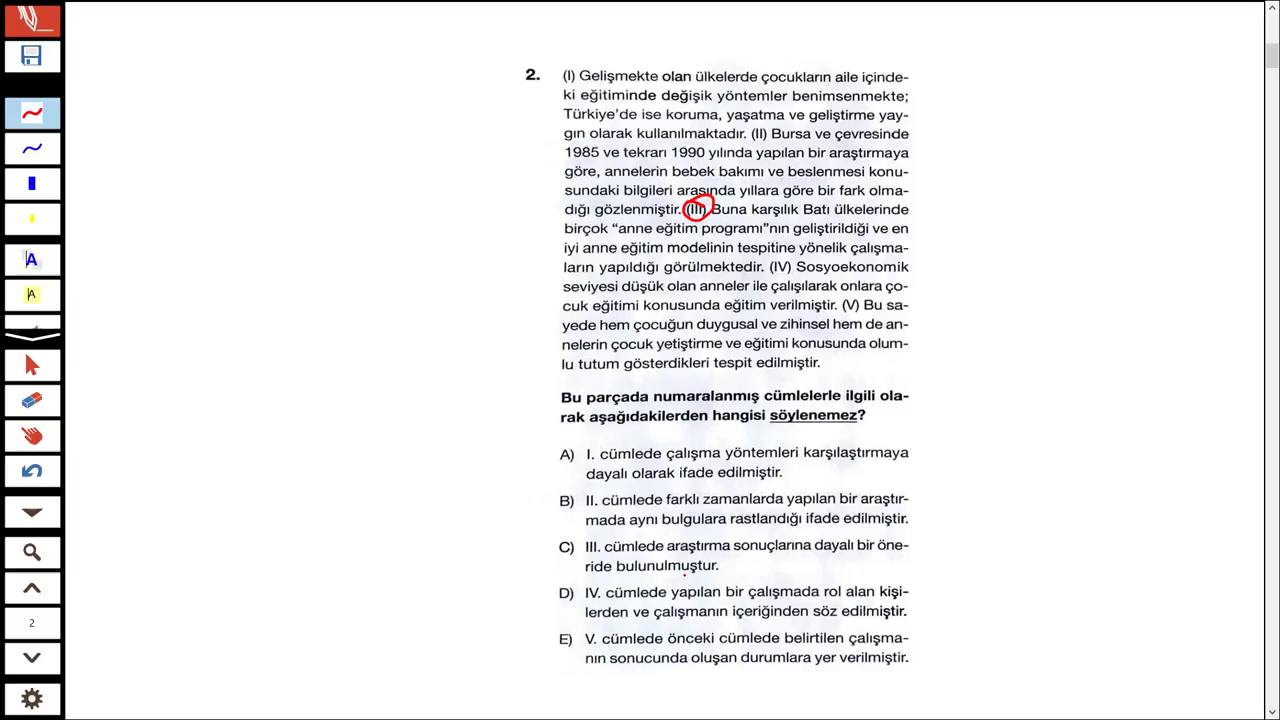 2. (I) Gelişmekte olan ülkelerde çocukların aile içinde-
ki eğitiminde değişik yöntemler benimsenmekte;
Türkiye'de ise koruma, yaşatma ve geliştirme yay-
gın olarak kullanılmaktadır. (II) Bursa ve çevresinde
1985 ve tekrarı 1990 yılında yapılan bir araştırmaya
göre, annelerin bebek bakımı ve beslenmesi konu-
sundaki bilgileri arasında yıllara göre bir fark olma-
dığı gözlenmiştir. (III) Buna karşılık Batı ülkelerinde
birçok “anne eğitim programı”nın geliştirildiği ve en
iyi anne eğitim modelinin tespitine yönelik çalışma-
ların yapıldığı görülmektedir. (IV) Sosyoekonomik
seviyesi düşük olan anneler ile çalışılarak onlara ço-
cuk eğitimi konusunda eğitim verilmiştir. (V) Bu sa-
yede hem çocuğun duygusal ve zihinsel hem de an-
nelerin çocuk yetiştirme ve eğitimi konusunda olum-
lu tutum gösterdikleri tespit edilmiştir.
Bu parçada numaralanmış cümlelerle ilgili ola-
rak aşağıdakilerden hangisi söylenemez?
A) I. cümlede çalışma yöntemleri karşılaştırmaya
dayalı olarak ifade edilmiştir.
B) II. cümlede farklı zamanlarda yapılan bir araştır-
mada aynı bulgulara rastlandığı ifade edilmiştir.
C) III. cümlede araştırma sonuçlarına dayalı bir öne-
ride bulunulmuştur.
D) IV. cümlede yapılan bir çalışmada rol alan kişi-
lerden ve çalışmanın içeriğinden söz edilmiştir.
E) V. cümlede önceki cümlede belirtilen çalışma-
nın sonucunda oluşan durumlara yer verilmiştir.
A
A
2